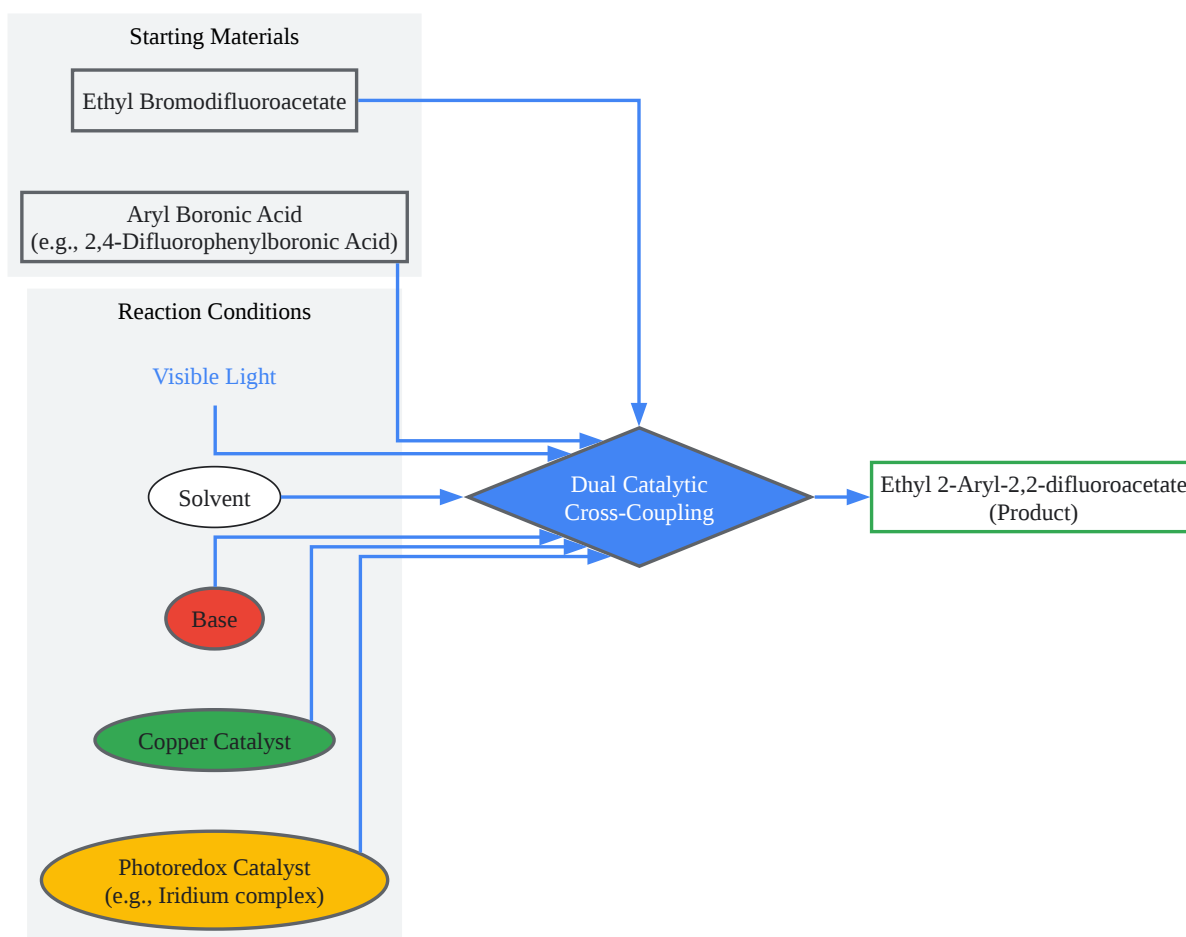 Starting Materials
Ethyl Bromodifluoroacetate
Aryl Boronic Acid
(e.g., 2,4-Difluorophenylboronic Acid)
Reaction Conditions
Visible Light
Solvent
Base
Copper Catalyst
Photoredox Catalyst
(e.g., Iridium complex)
Dual Catalytic
Cross-Coupling
Ethyl 2-Aryl-2,2-difluoroacetate
(Product)